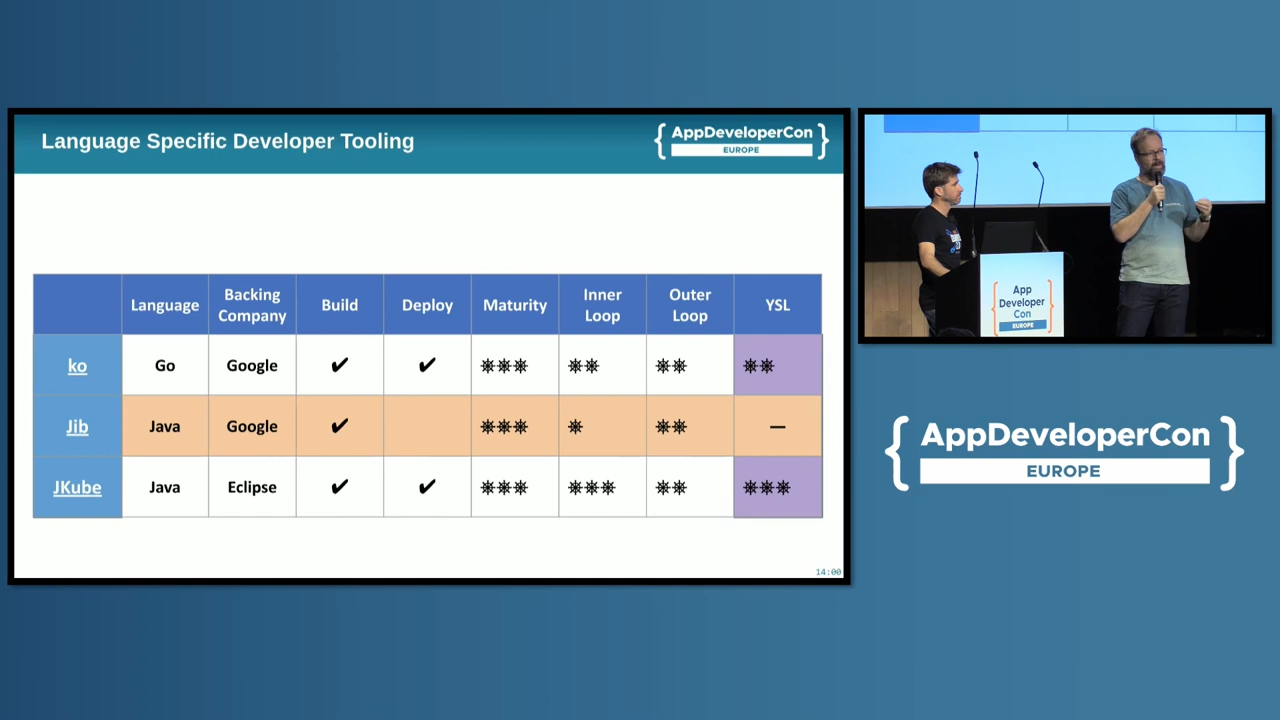 Language Specific Developer Tooling
{ AppDeveloperCon }
EUROPE
Language Backing Company Build Deploy Maturity Inner Loop Outer Loop YSL
ko Go Google ✔ ✔ ⎈⎈⎈ ⎈⎈ ⎈⎈ ⎈⎈
Jib Java Google ✔ ⎈⎈⎈ ⎈ ⎈⎈ —
JKube Java Eclipse ✔ ✔ ⎈⎈⎈ ⎈⎈⎈ ⎈⎈ ⎈⎈⎈
14:00
App
Developer
Con
EUROPE
{ AppDeveloperCon }
EUROPE